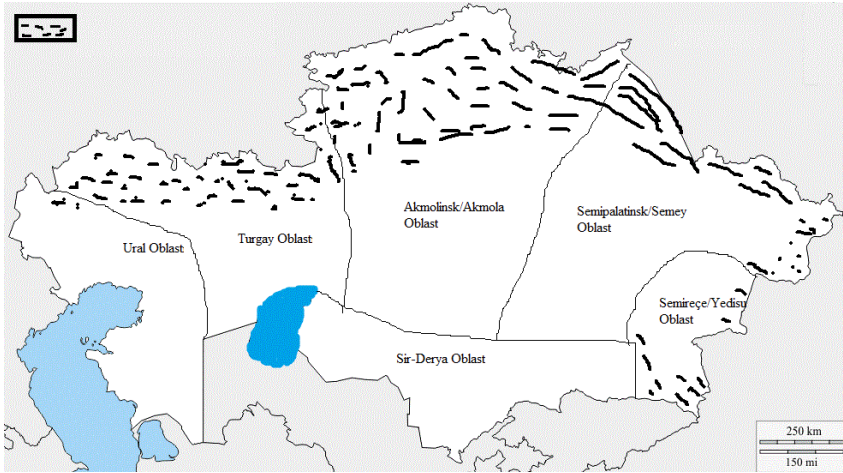 Akmolinsk/Akmola
Oblast
Semipalatinsk/Semey
Oblast
Ural Oblast
Turgay Oblast
Semireçe/Yedisu
Oblast
Sir-Derya Oblast
250 km
150 mi